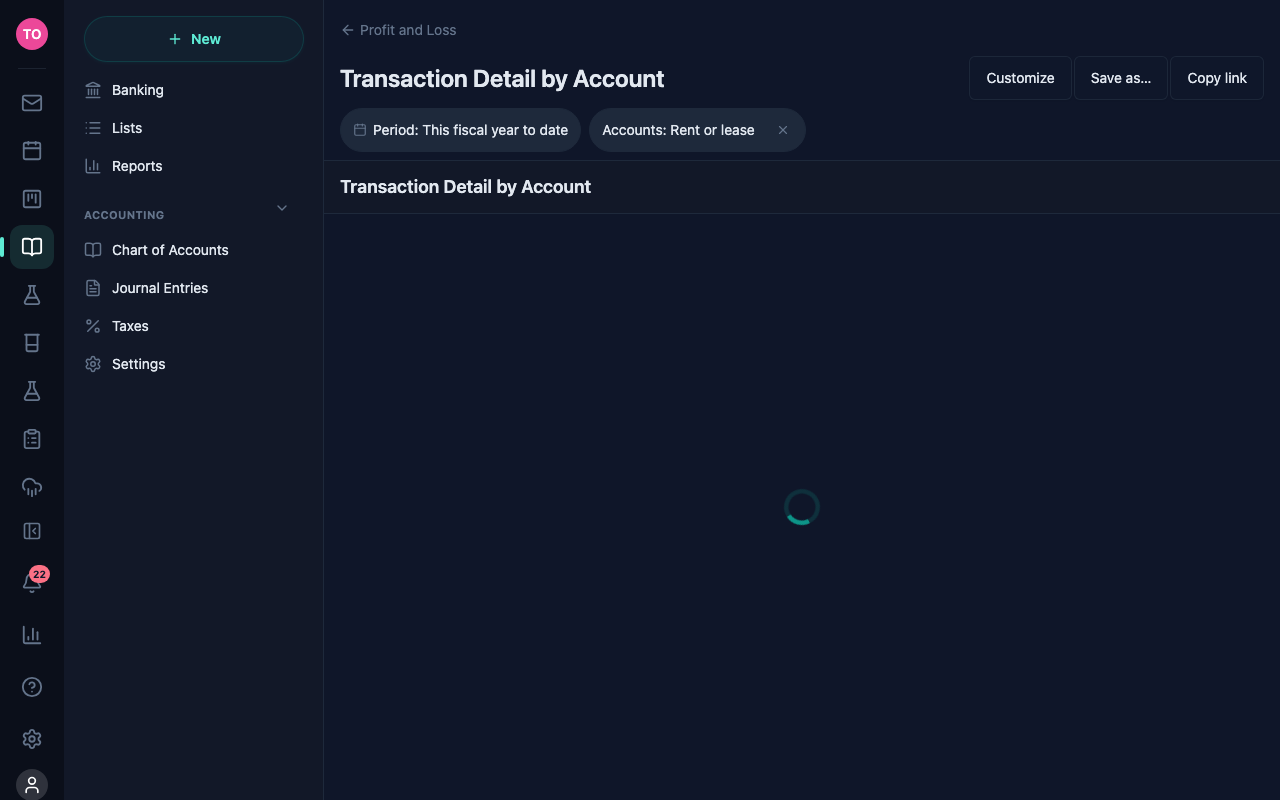 TO
New
Banking
Lists
Reports
ACCOUNTING
Chart of Accounts
Journal Entries
Taxes
Settings
22
Profit and Loss
Transaction Detail by Account
Customize
Save as...
Copy link
Period: This fiscal year to date
Accounts: Rent or lease
Transaction Detail by Account